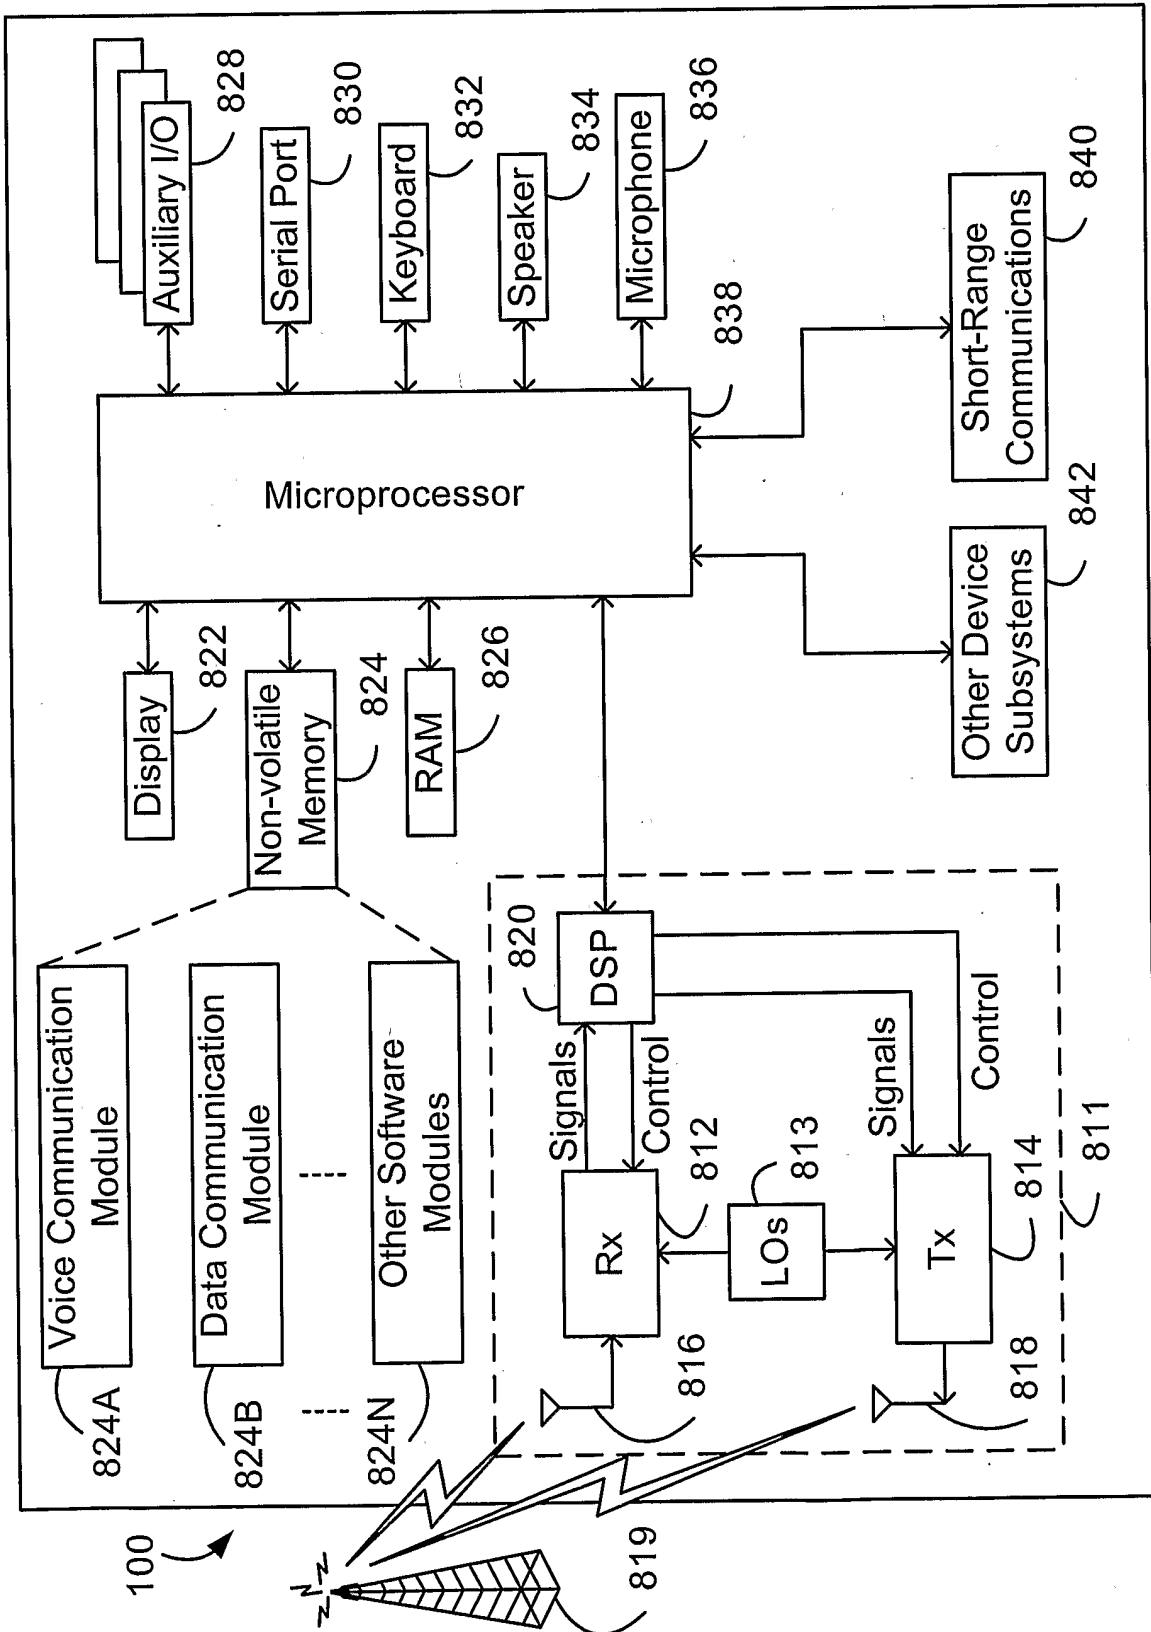 100
819
824A
Voice Communication
Module
824B
Data Communication
Module
824N
Other Software
Modules
Display
822
Non-volatile
Memory
824
RAM
826
Microprocessor
838
Auxiliary I/O
828
Serial Port
830
Keyboard
832
Speaker
834
Microphone
836
Short-Range
Communications
840
Other Device
Subsystems
842
DSP
820
Signals
Control
Rx
812
LOs
813
Signals
Control
Tx
814
811
816
818